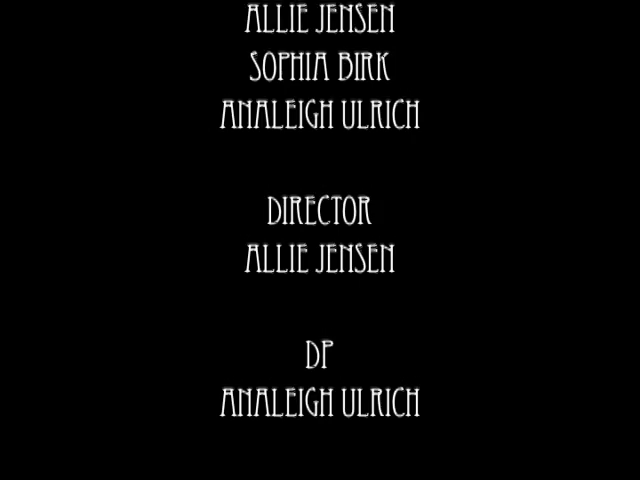 ALLIE JENSEN
SOPHIA BIRK
ANALEIGH ULRICH
DIRECTOR
ALLIE JENSEN
DP
ANALEIGH ULRICH